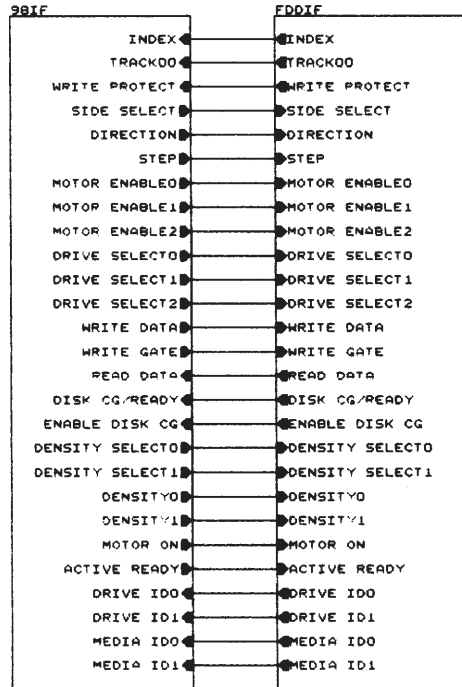 98IF FDDIF
INDEX INDEX
TRACK00 TRACK00
WRITE PROTECT WRITE PROTECT
SIDE SELECT SIDE SELECT
DIRECTION DIRECTION
STEP STEP
MOTOR ENABLE0 MOTOR ENABLE0
MOTOR ENABLE1 MOTOR ENABLE1
MOTOR ENABLE2 MOTOR ENABLE2
DRIVE SELECT0 DRIVE SELECT0
DRIVE SELECT1 DRIVE SELECT1
DRIVE SELECT2 DRIVE SELECT2
WRITE DATA WRITE DATA
WRITE GATE WRITE GATE
READ DATA READ DATA
DISK CG/READY DISK CG/READY
ENABLE DISK CG ENABLE DISK CG
DENSITY SELECT0 DENSITY SELECT0
DENSITY SELECT1 DENSITY SELECT1
DENSITY0 DENSITY0
DENSITY1 DENSITY1
MOTOR ON MOTOR ON
ACTIVE READY ACTIVE READY
DRIVE ID0 DRIVE ID0
DRIVE ID1 DRIVE ID1
MEDIA ID0 MEDIA ID0
MEDIA ID1 MEDIA ID1